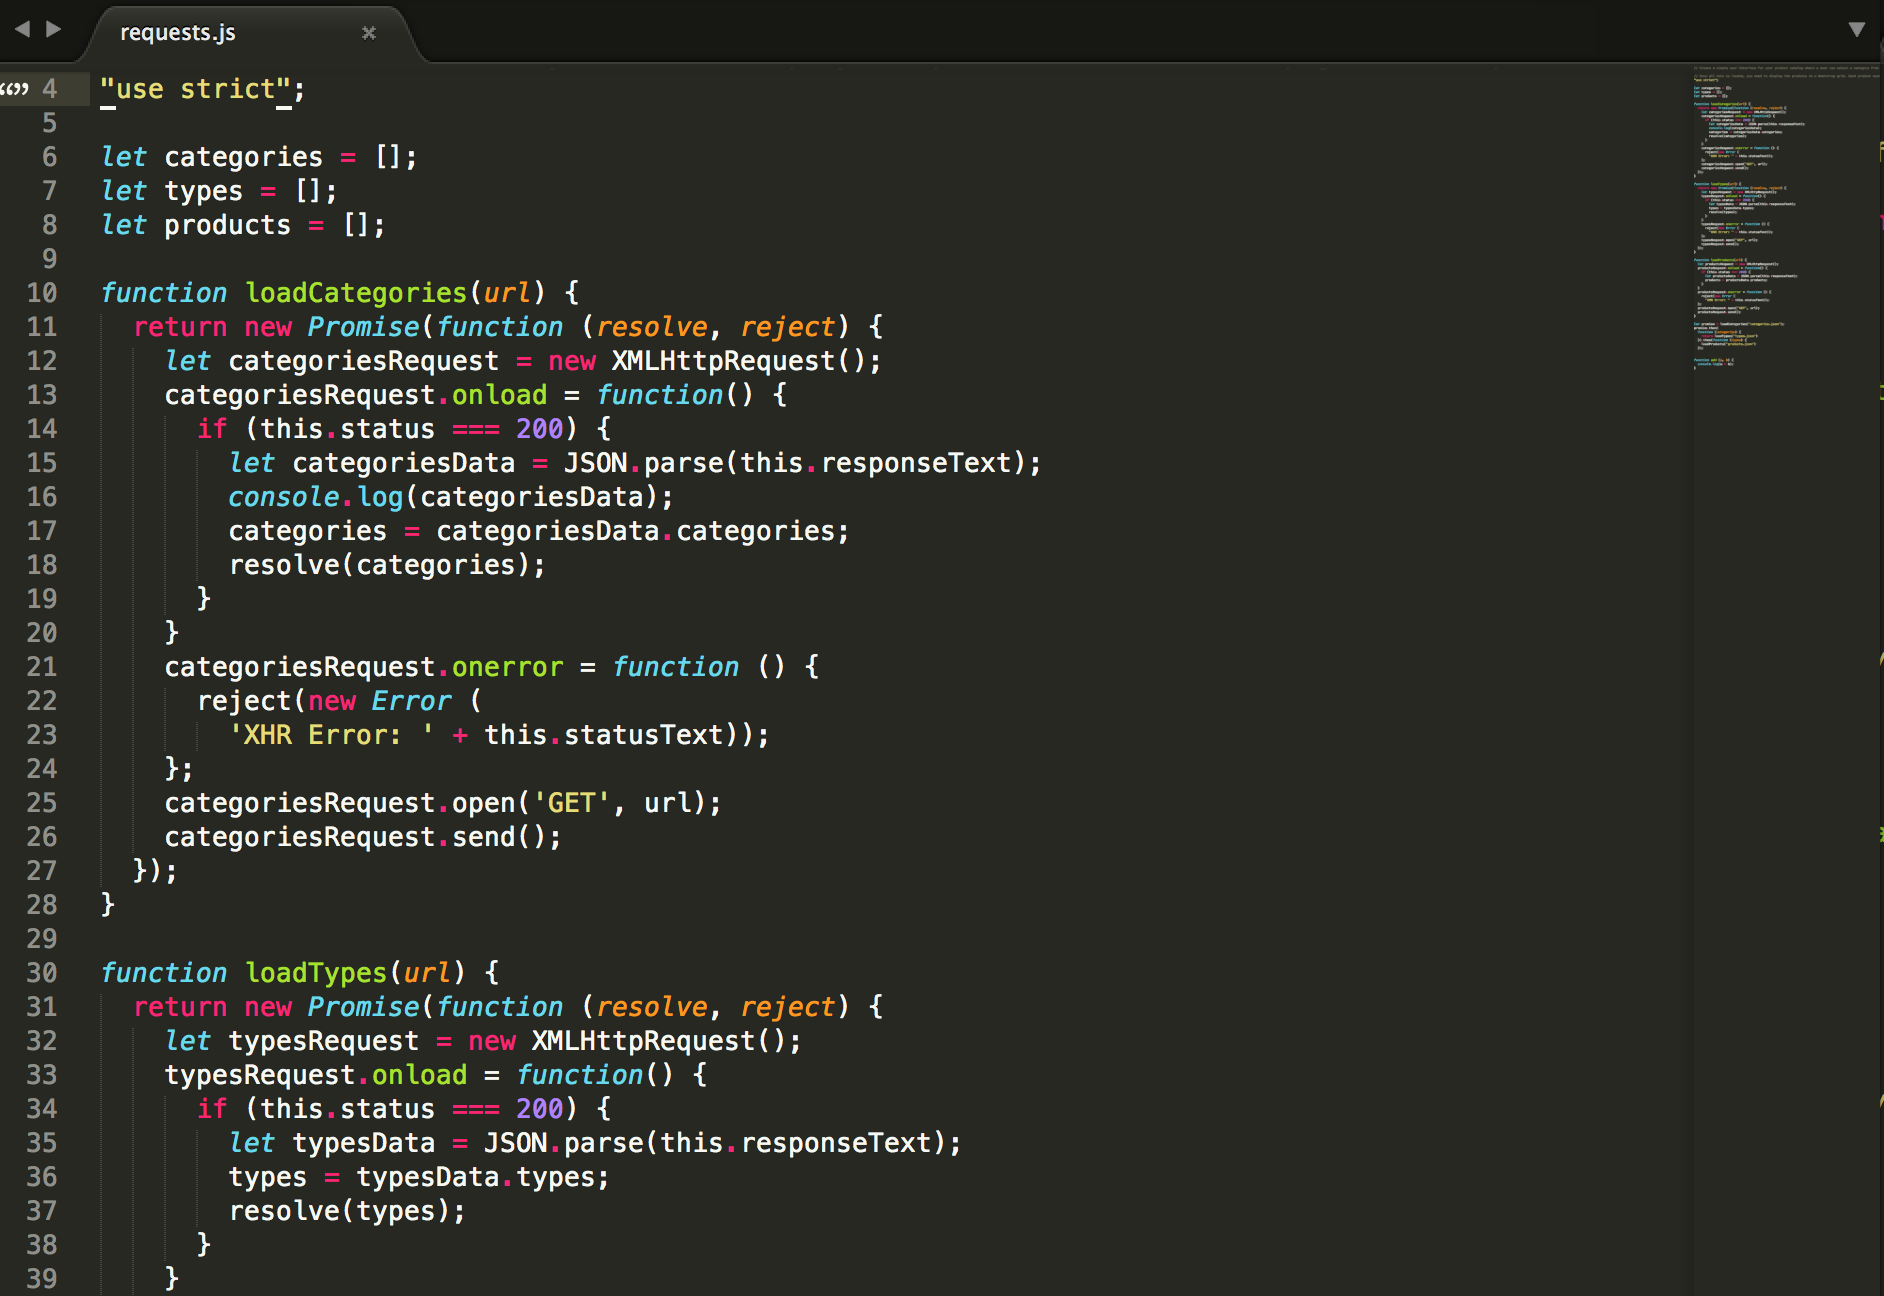 requests.js
4 "use strict";
5
6 let categories = [];
7 let types = [];
8 let products = [];
9
10 function loadCategories(url) {
11   return new Promise(function (resolve, reject) {
12     let categoriesRequest = new XMLHttpRequest();
13     categoriesRequest.onload = function() {
14       if (this.status === 200) {
15         let categoriesData = JSON.parse(this.responseText);
16         console.log(categoriesData);
17         categories = categoriesData.categories;
18         resolve(categories);
19       }
20     }
21     categoriesRequest.onerror = function () {
22       reject(new Error (
23         'XHR Error: ' + this.statusText));
24     };
25     categoriesRequest.open('GET', url);
26     categoriesRequest.send();
27   });
28 }
29
30 function loadTypes(url) {
31   return new Promise(function (resolve, reject) {
32     let typesRequest = new XMLHttpRequest();
33     typesRequest.onload = function() {
34       if (this.status === 200) {
35         let typesData = JSON.parse(this.responseText);
36         types = typesData.types;
37         resolve(types);
38       }
39     }